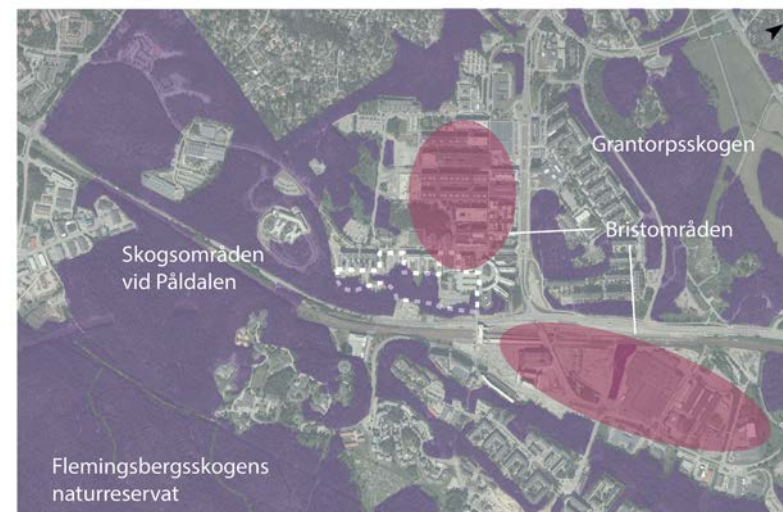 Grantorpsskogen
Bristområden
Skogsområden
vid Påldalen
Flemingsbergsskogens
naturreservat